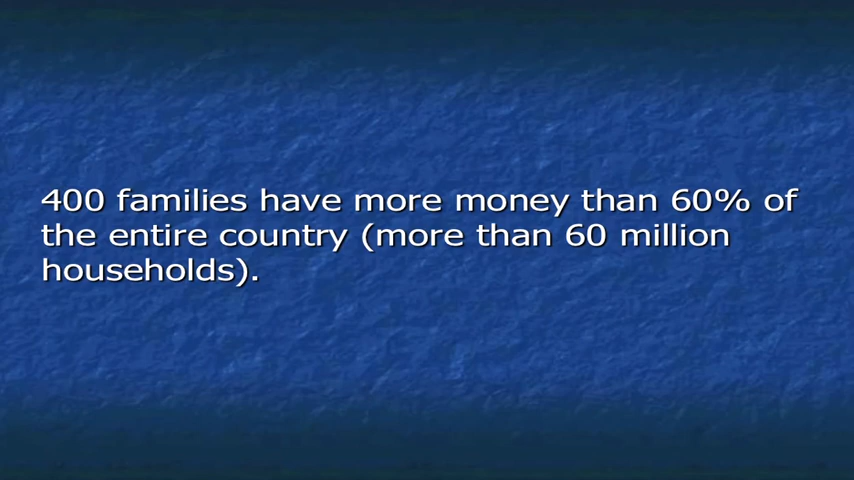 400 families have more money than 60% of
the entire country (more than 60 million
households).